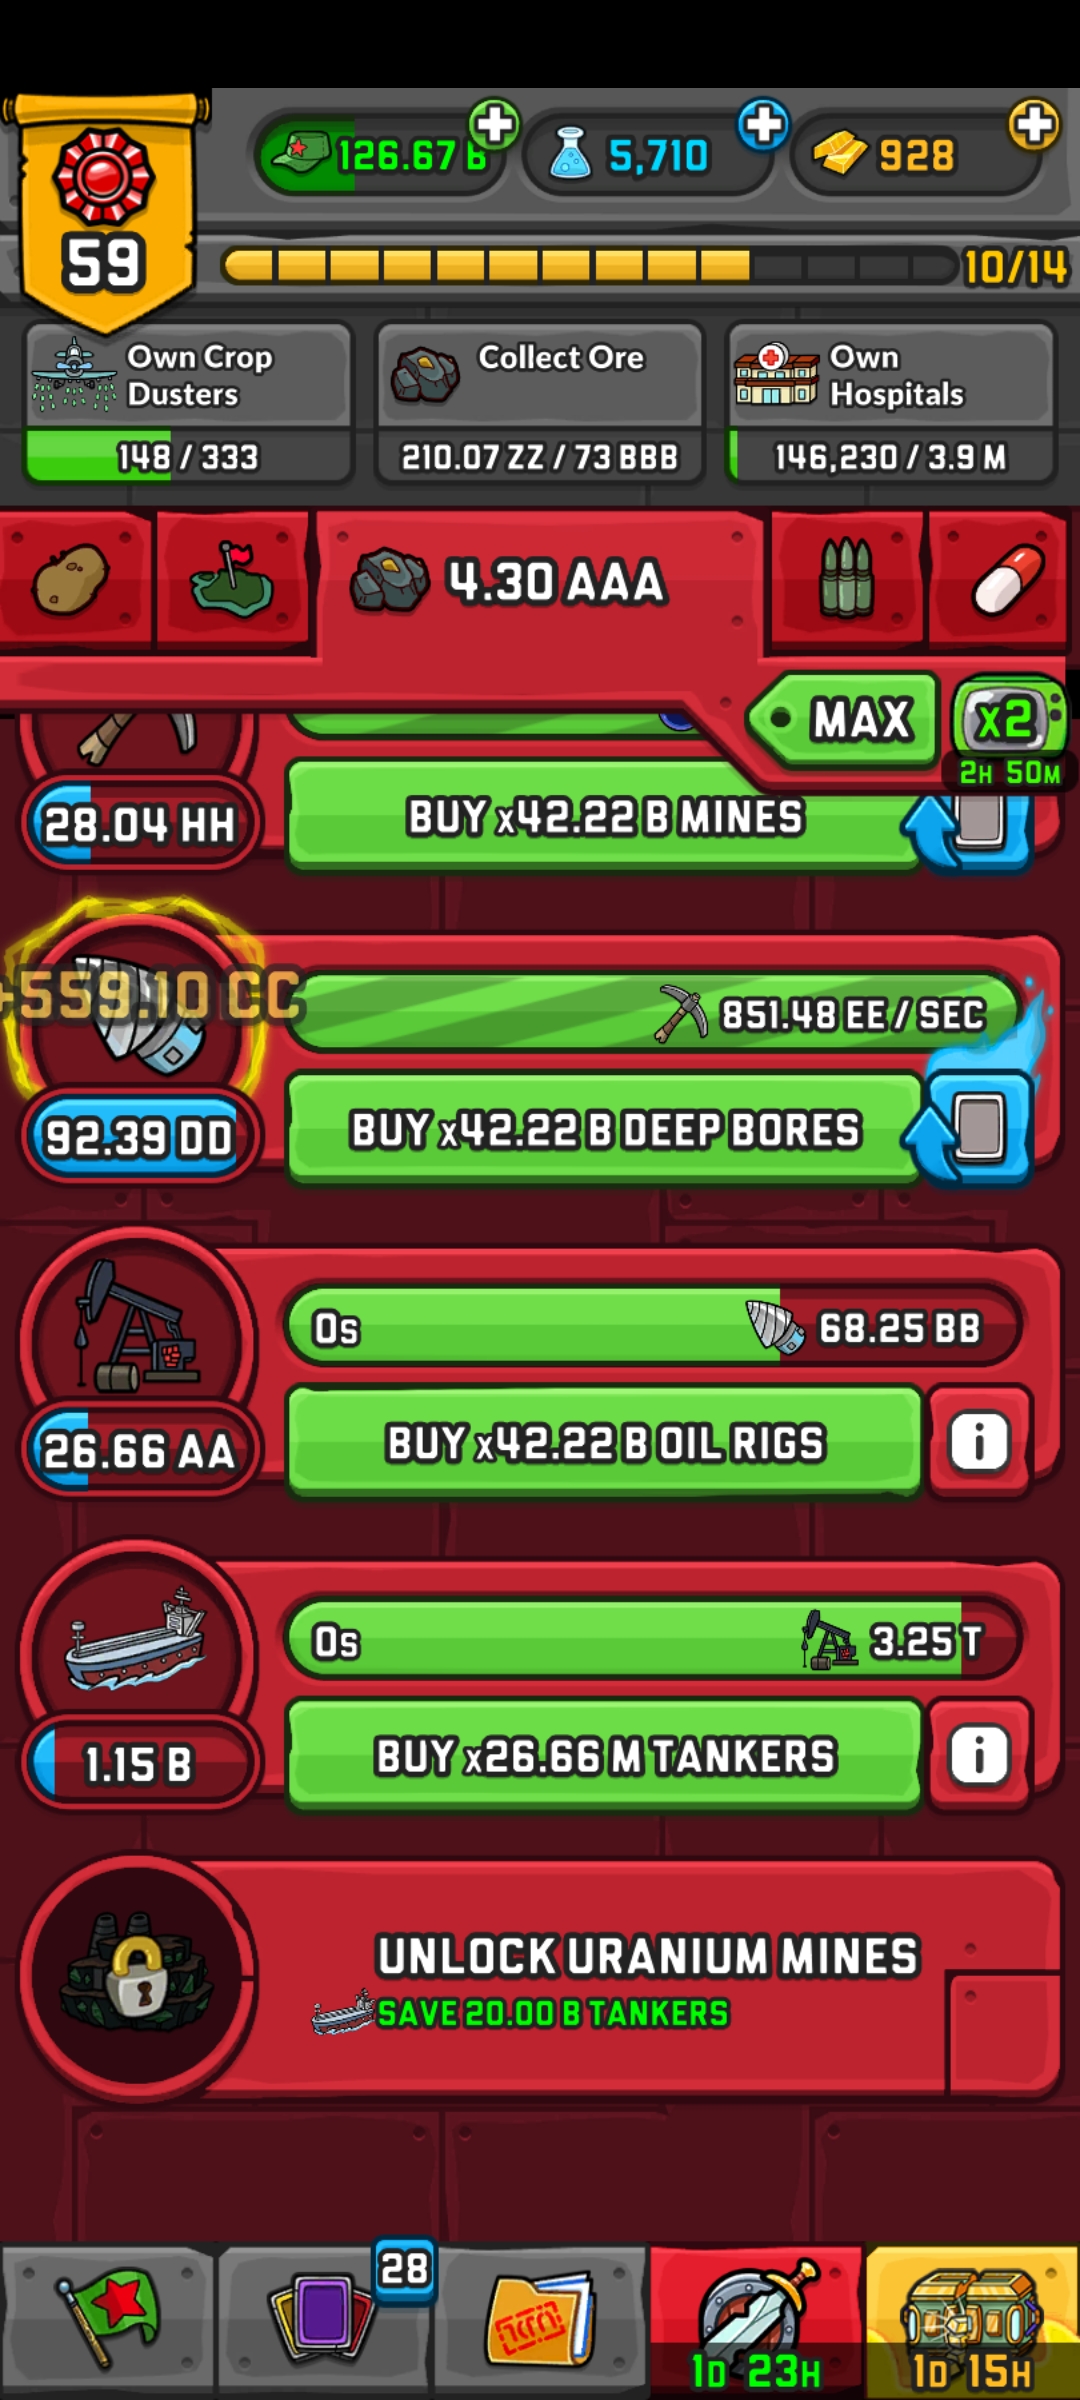 126.67 B
5,710
928
59
10/14
Own Crop
Dusters
148 / 333
Collect Ore
210.07 ZZ / 73 BBB
Own
Hospitals
146,230 / 3.9 M
4.30 AAA
MAX
x2
2H 50M
28.04 HH
BUY x42.22 B MINES
+559.10 CC
851.48 EE / SEC
92.39 DD
BUY x42.22 B DEEP BORES
0s
68.25 BB
26.66 AA
BUY x42.22 B OIL RIGS
i
0s
3.25 T
1.15 B
BUY x26.66 M TANKERS
i
UNLOCK URANIUM MINES
SAVE 20.00 B TANKERS
28
1D 23H
1D 15H